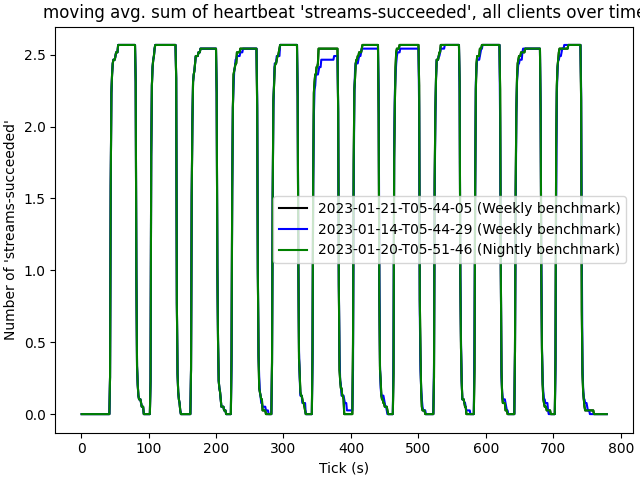 moving avg. sum of heartbeat 'streams-succeeded', all clients over time
Number of 'streams-succeeded'
2.5
2.0
1.5
1.0
0.5
0.0
2023-01-21-T05-44-05 (Weekly benchmark)
2023-01-14-T05-44-29 (Weekly benchmark)
2023-01-20-T05-51-46 (Nightly benchmark)
0 100 200 300 400 500 600 700 800
Tick (s)